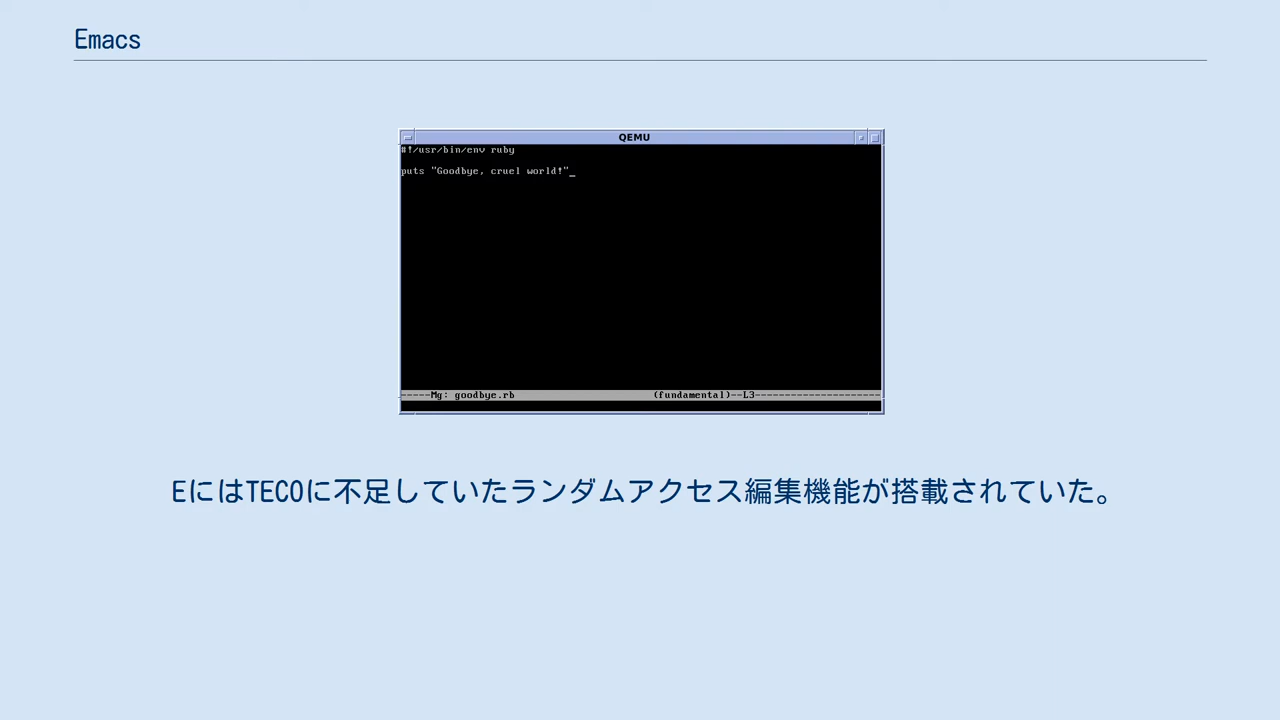 Emacs
QEMU
#!/usr/bin/env ruby
puts "Goodbye, cruel world!"_
-----Mg: goodbye.rb (fundamental)--L3---------------------
EにはTECOに不足していたランダムアクセス編集機能が搭載されていた。